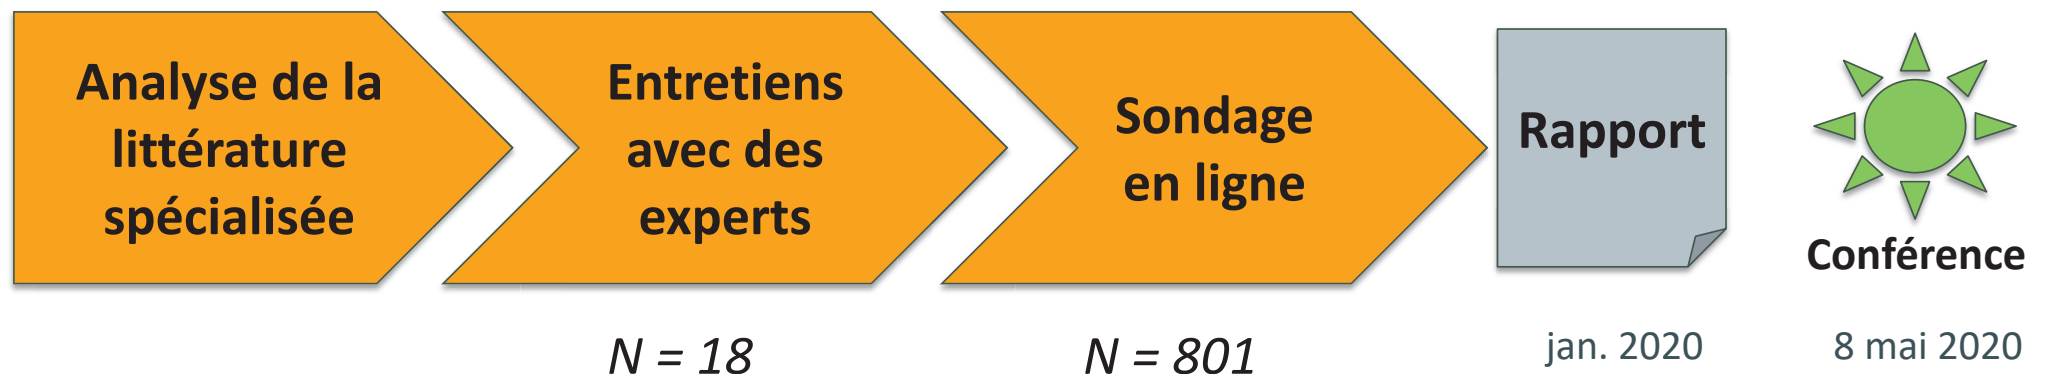 Analyse de la
littérature
spécialisée
Entretiens
avec des
experts
N = 18
Sondage
en ligne
N = 801
Rapport
jan. 2020
Conférence
8 mai 2020